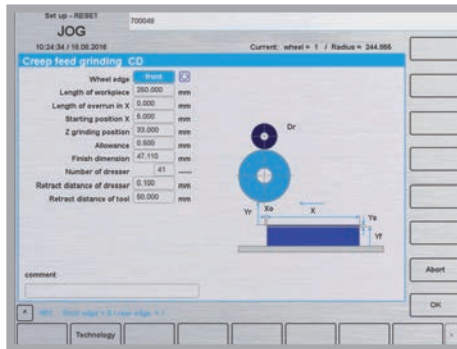 Set up - RESET
JOG
700049
10:24:34 / 18.08.2016
Current: wheel = 1 / Radius = 244.866
Creep feed grinding CD
Wheel edge front
Length of workpiece 260.000 mm
Length of overrun in X 0.000 mm
Starting position X 6.000 mm
Z grinding position 33.000 mm
Allowance 0.500 mm
Finish dimension 47.110 mm
Number of dresser 41 -----
Retract distance of dresser 0.100 mm
Retract distance of tool 50.000 mm
Dr
Yr
Xo
X
Ys
Yf
comment
Abort
OK
Technology